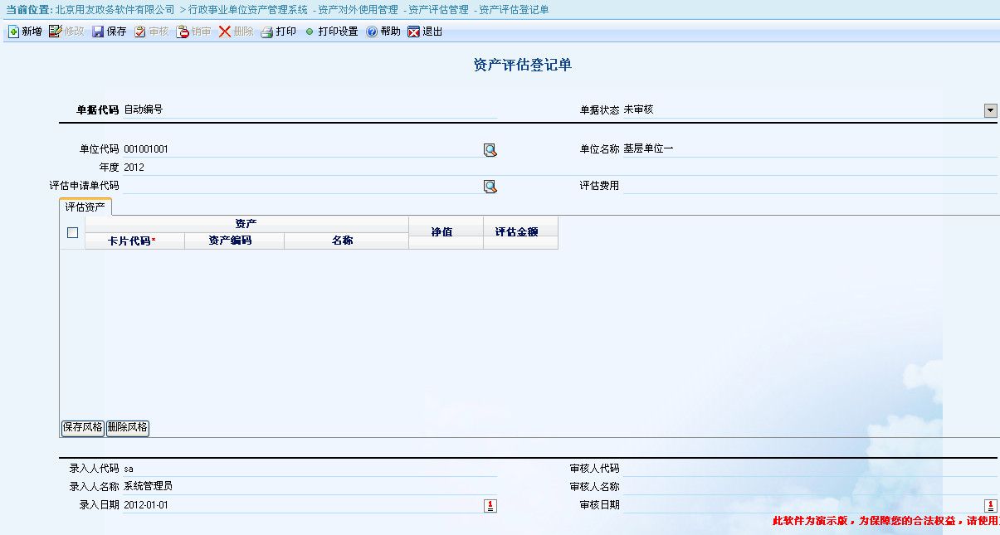 当前位置:北京用友政务软件有限公司 >行政事业单位资产管理系统 -资产对外使用管理 -资产评估管理 -资产评估登记单
新增 修改 保存 审核 销审 删除 打印 打印设置 帮助 退出
资产评估登记单
单据代码 自动编号 单据状态 未审核
单位代码 001001001 单位名称 基层单位一
年度 2012
评估申请单代码 评估费用
评估资产
资产 净值 评估金额
卡片代码* 资产编码 名称
保存风格 删除风格
录入人代码 sa 审核人代码
录入人名称 系统管理员 审核人名称
录入日期 2012-01-01 审核日期
此软件为演示版，为保障您的合法权益，请使用